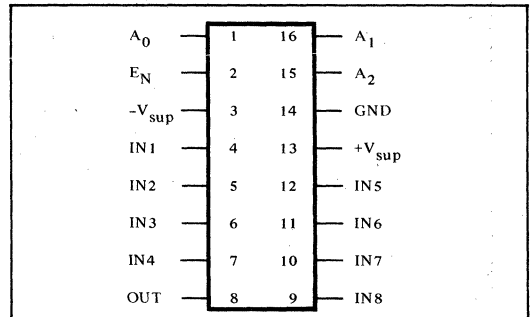 A0 1 16 A1
EN 2 15 A2
-Vsup 3 14 GND
IN1 4 13 +Vsup
IN2 5 12 IN5
IN3 6 11 IN6
IN4 7 10 IN7
OUT 8 9 IN8